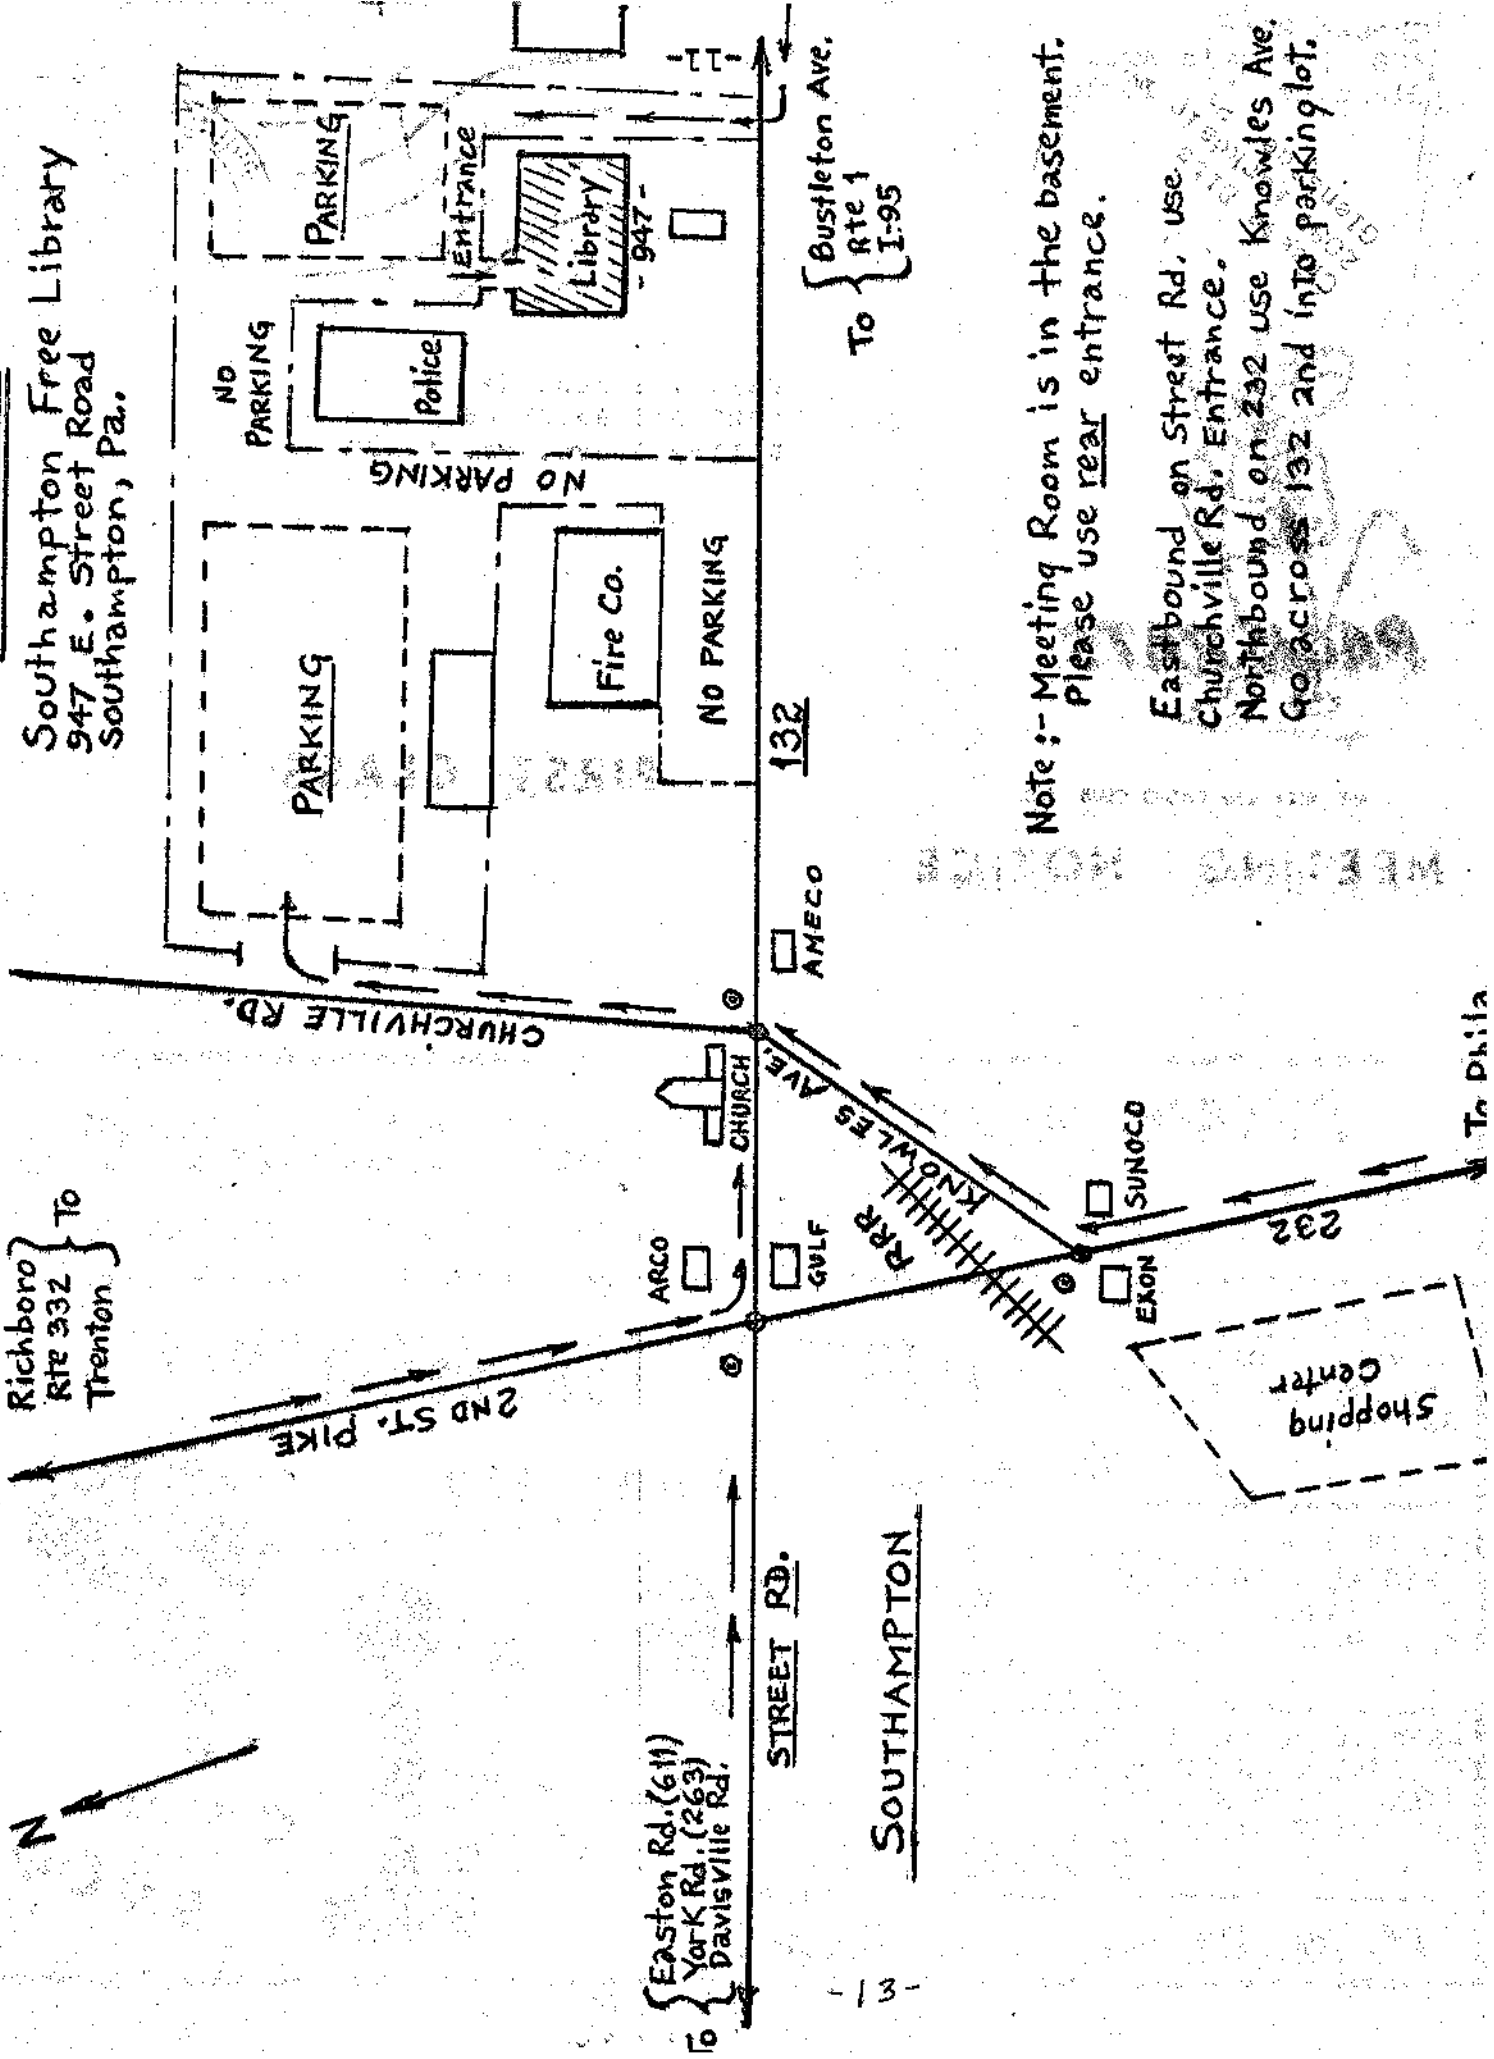 Southampton Free Library
947 E. Street Road
Southampton, Pa.
N
Richboro
Rte 332
Trenton
To
2ND ST. PIKE
CHURCHVILLE RD.
PARKING
PARKING
NO
PARKING
NO PARKING
Police
Entrance
Library
-947-
-11-
Fire Co.
NO PARKING
ARCO
CHURCH
To
Easton Rd. (611)
York Rd. (263)
Davisville Rd.
STREET RD.
132
GULF
AMECO
To
Bustleton Ave.
Rte 1
I-95
KNOWLES AVE.
RRR
SOUTHAMPTON
EXON
SUNOCO
232
Shopping
Center
To Phila
Note:- Meeting Room is in the basement.
Please use rear entrance.
Eastbound on Street Rd. use
Churchville Rd. Entrance.
Northbound on 232 use Knowles Ave.
Go across 132 and into parking lot.
-13-